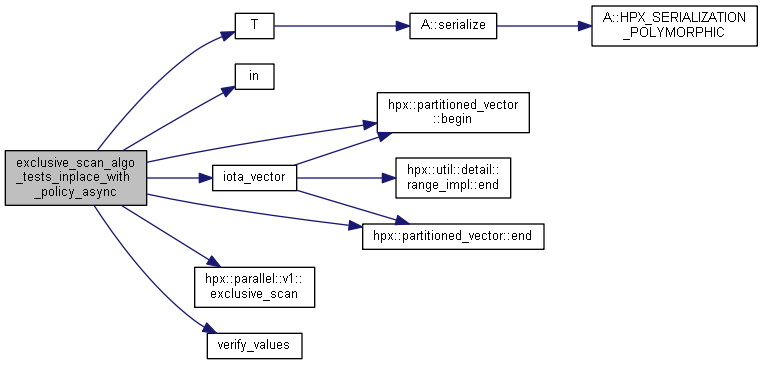 exclusive_scan_algo
_tests_inplace_with
_policy_async
T
A::serialize
A::HPX_SERIALIZATION
_POLYMORPHIC
in
hpx::partitioned_vector
::begin
iota_vector
hpx::util::detail::
range_impl::end
hpx::partitioned_vector::end
hpx::parallel::v1::
exclusive_scan
verify_values